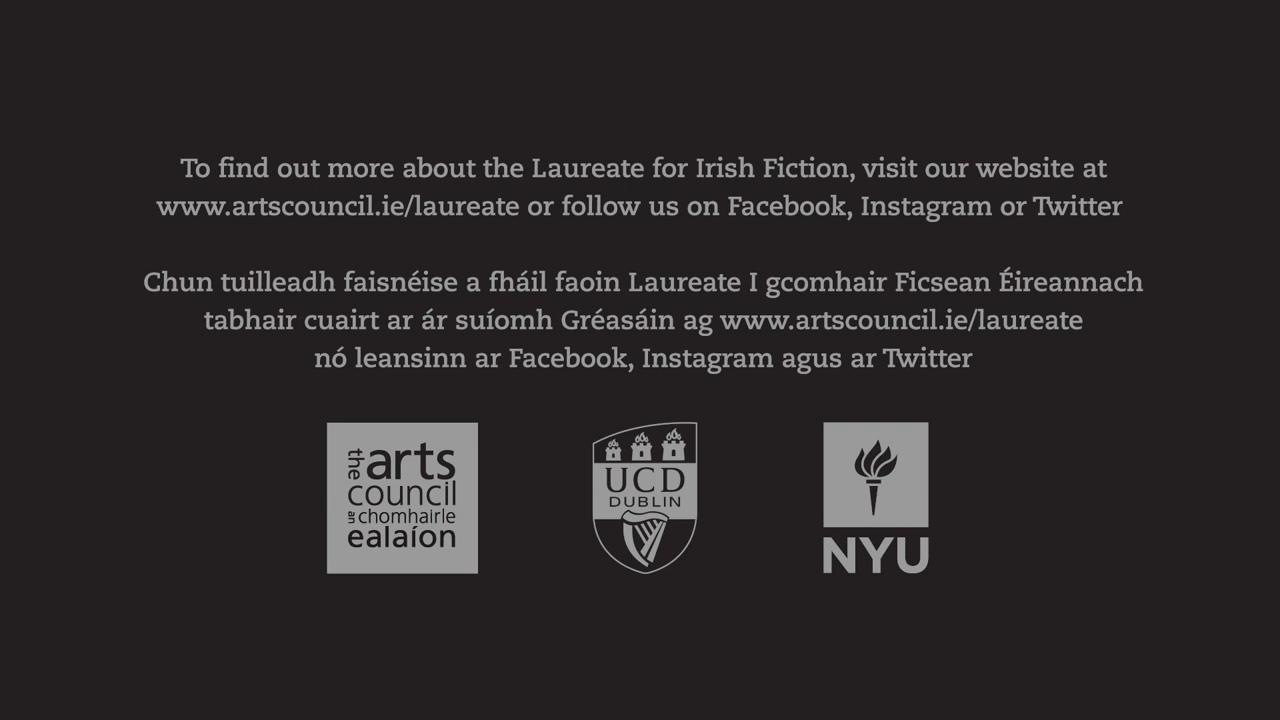 To find out more about the Laureate for Irish Fiction, visit our website at
www.artscouncil.ie/laureate or follow us on Facebook, Instagram or Twitter
Chun tuilleadh faisnéise a fháil faoin Laureate I gcomhair Ficsean Éireannach
tabhair cuairt ar ár suíomh Gréasáin ag www.artscouncil.ie/laureate
nó leansinn ar Facebook, Instagram agus ar Twitter
the arts
council
an chomhairle
ealaíon
UCD
DUBLIN
NYU